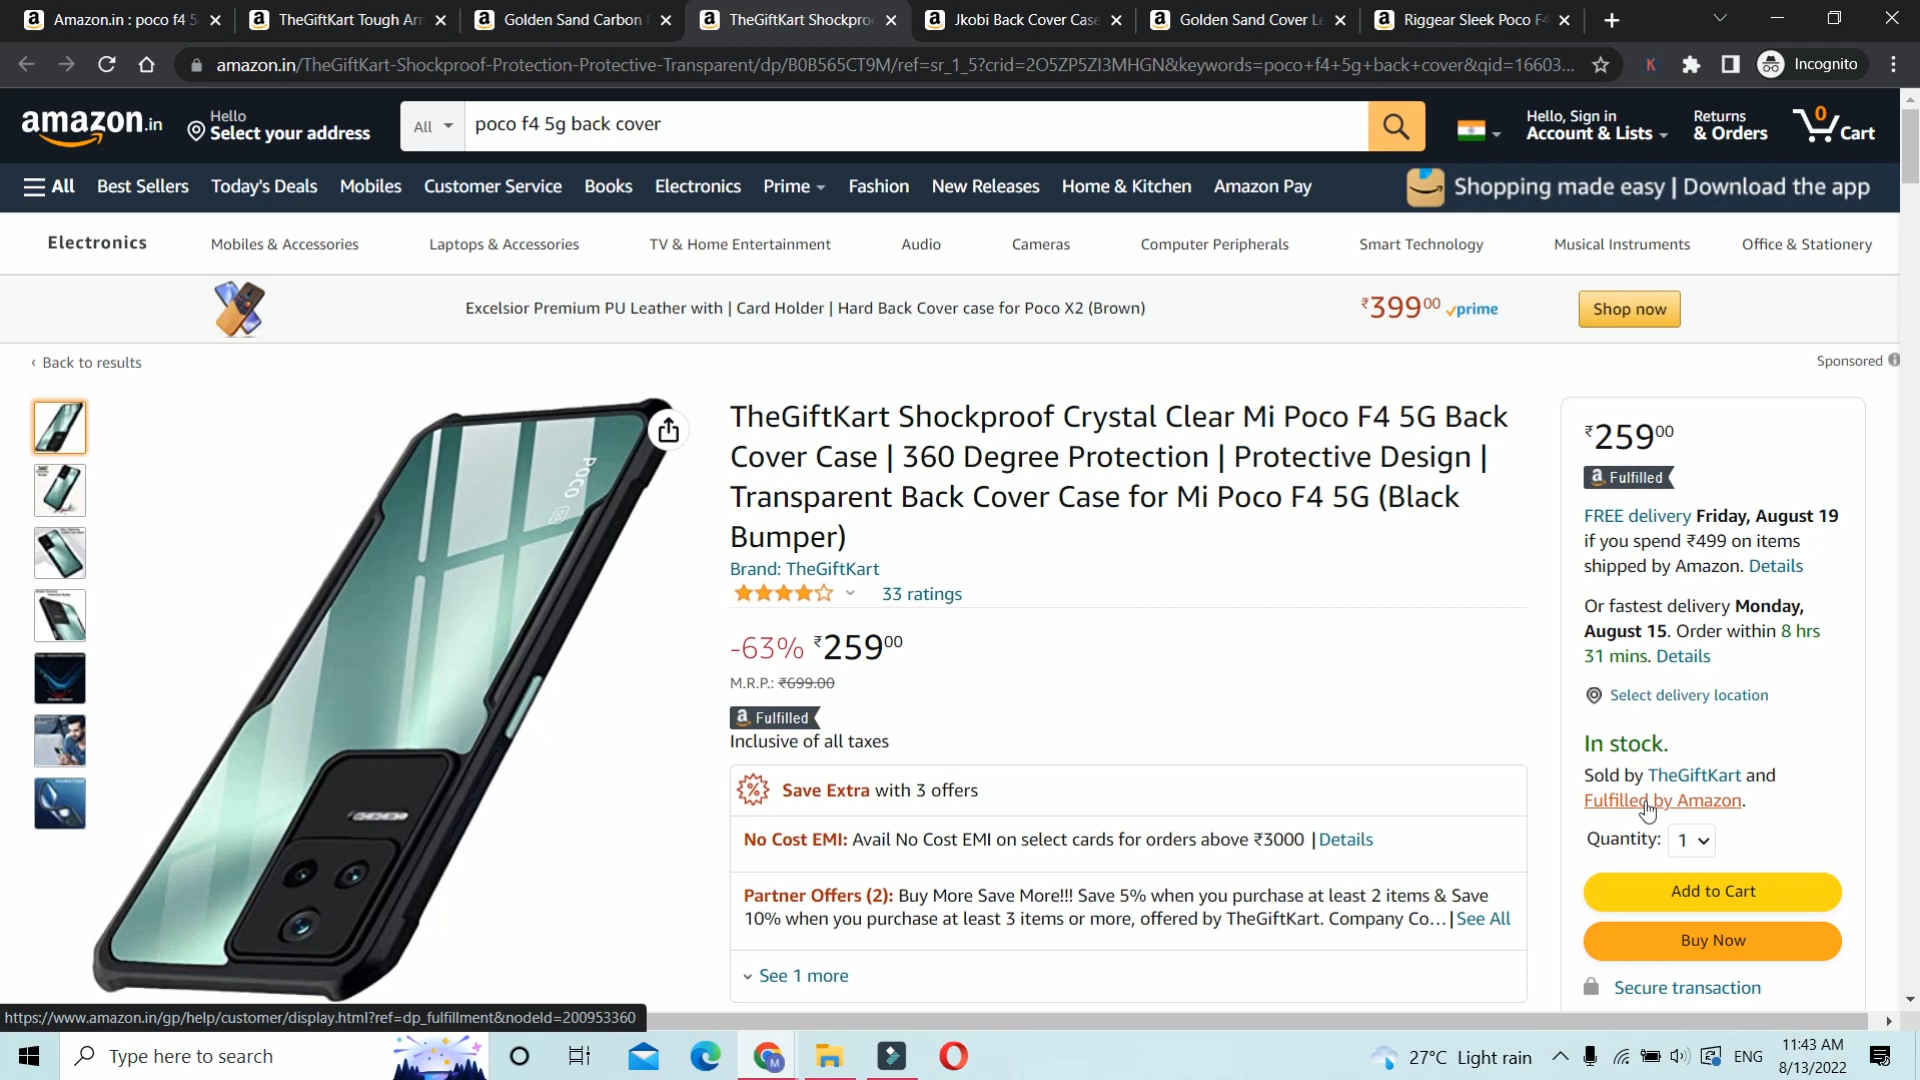 Amazon.in : poco f4 5
TheGiftKart Tough Arm
Golden Sand Carbon
TheGiftKart Shockproo
Jkobi Back Cover Case
Golden Sand Cover Le
Riggear Sleek Poco F4
amazon.in/TheGiftKart-Shockproof-Protection-Protective-Transparent/dp/B0B565CT9M/ref=sr_1_5?crid=2O5ZP5ZI3MHGN&keywords=poco+f4+5g+back+cover&qid=16603...
K
Incognito
amazon.in
Hello
Select your address
All
poco f4 5g back cover
Hello, Sign in
Account & Lists
Returns
& Orders
0
Cart
All
Best Sellers
Today's Deals
Mobiles
Customer Service
Books
Electronics
Prime
Fashion
New Releases
Home & Kitchen
Amazon Pay
Shopping made easy | Download the app
Electronics
Mobiles & Accessories
Laptops & Accessories
TV & Home Entertainment
Audio
Cameras
Computer Peripherals
Smart Technology
Musical Instruments
Office & Stationery
Excelsior Premium PU Leather with | Card Holder | Hard Back Cover case for Poco X2 (Brown)
₹39900 prime
Shop now
‹ Back to results
Sponsored
POCO
5G
TheGiftKart Shockproof Crystal Clear Mi Poco F4 5G Back
Cover Case | 360 Degree Protection | Protective Design |
Transparent Back Cover Case for Mi Poco F4 5G (Black
Bumper)
Brand: TheGiftKart
33 ratings
-63% ₹25900
M.R.P.: ₹699.00
a Fulfilled
Inclusive of all taxes
Save Extra with 3 offers
No Cost EMI: Avail No Cost EMI on select cards for orders above ₹3000 | Details
Partner Offers (2): Buy More Save More!!! Save 5% when you purchase at least 2 items & Save
10% when you purchase at least 3 items or more, offered by TheGiftKart. Company Co... | See All
See 1 more
₹25900
a Fulfilled
FREE delivery Friday, August 19
if you spend ₹499 on items
shipped by Amazon. Details
Or fastest delivery Monday,
August 15. Order within 8 hrs
31 mins. Details
Select delivery location
In stock.
Sold by TheGiftKart and
Fulfilled by Amazon.
Quantity: 1
Add to Cart
Buy Now
Secure transaction
https://www.amazon.in/gp/help/customer/display.html?ref=dp_fulfillment&nodeId=200953360
Type here to search
27°C Light rain
ENG
11:43 AM
8/13/2022